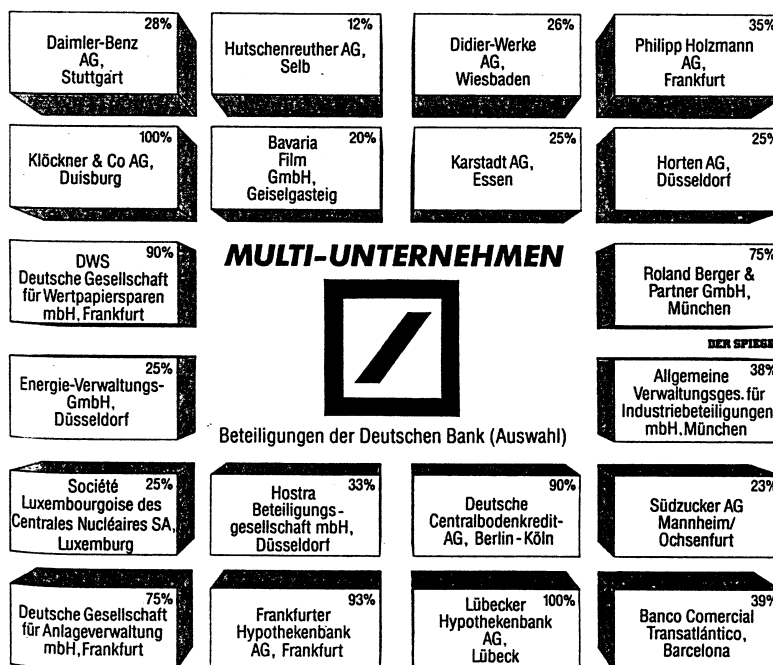 28%
Daimler-Benz
AG,
Stuttgart
12%
Hutschenreuther AG,
Selb
26%
Didier-Werke
AG,
Wiesbaden
35%
Philipp Holzmann
AG,
Frankfurt
100%
Klöckner & Co AG,
Duisburg
20%
Bavaria
Film
GmbH,
Geiselgasteig
25%
Karstadt AG,
Essen
25%
Horten AG,
Düsseldorf
90%
DWS
Deutsche Gesellschaft
für Wertpapiersparen
mbH, Frankfurt
MULTI-UNTERNEHMEN
75%
Roland Berger &
Partner GmbH,
München
DER SPIEGE
25%
Energie-Verwaltungs-
GmbH,
Düsseldorf
38%
Allgemeine
Verwaltungsges. für
Industriebeteiligungen
mbH. München
Beteiligungen der Deutschen Bank (Auswahl)
25%
Société
Luxembourgoise des
Centrales Nucléaires SA,
Luxemburg
33%
Hostra
Beteiligungs-
gesellschaft mbH,
Düsseldorf
90%
Deutsche
Centralbodenkredit-
AG, Berlin-Köln
23%
Südzucker AG
Mannheim/
Ochsenfurt
75%
Deutsche Gesellschaft
für Anlageverwaltung
mbH, Frankfurt
93%
Frankfurter
Hypothekenbank
AG, Frankfurt
100%
Lübecker
Hypothekenbank
AG,
Lübeck
39%
Banco Comercial
Transatlántico,
Barcelona